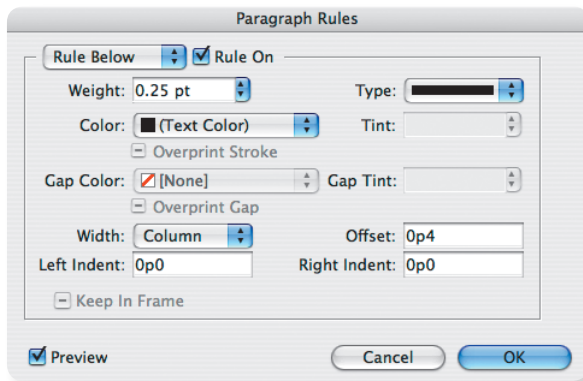 Paragraph Rules
Rule Below Rule On
Weight: 0.25 pt Type:
Color: (Text Color) Tint:
Overprint Stroke
Gap Color: [None] Gap Tint:
Overprint Gap
Width: Column Offset: 0p4
Left Indent: 0p0 Right Indent: 0p0
Keep In Frame
Preview Cancel OK